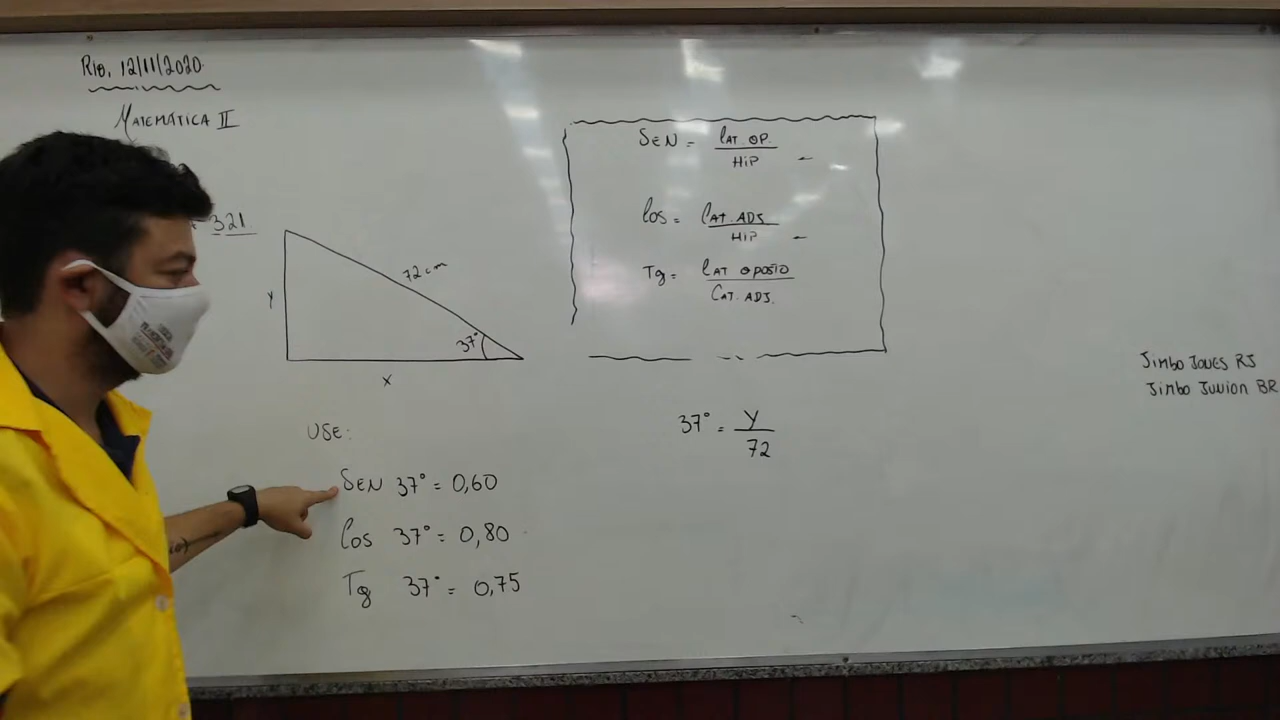 RIO, 12/11/2020
MATEMÁTICA II
321
72 cm
Y
37°
X
USE:
SEN 37° = 0,60
COS 37° = 0,80
Tg 37° = 0,75
SEN = CAT. OP.
HIP
COS = CAT. ADJ.
HIP
Tg = CAT OPOSTO
CAT. ADJ.
37° = Y
72
JIMBO JONES RJ
JIMBO JUNION BR